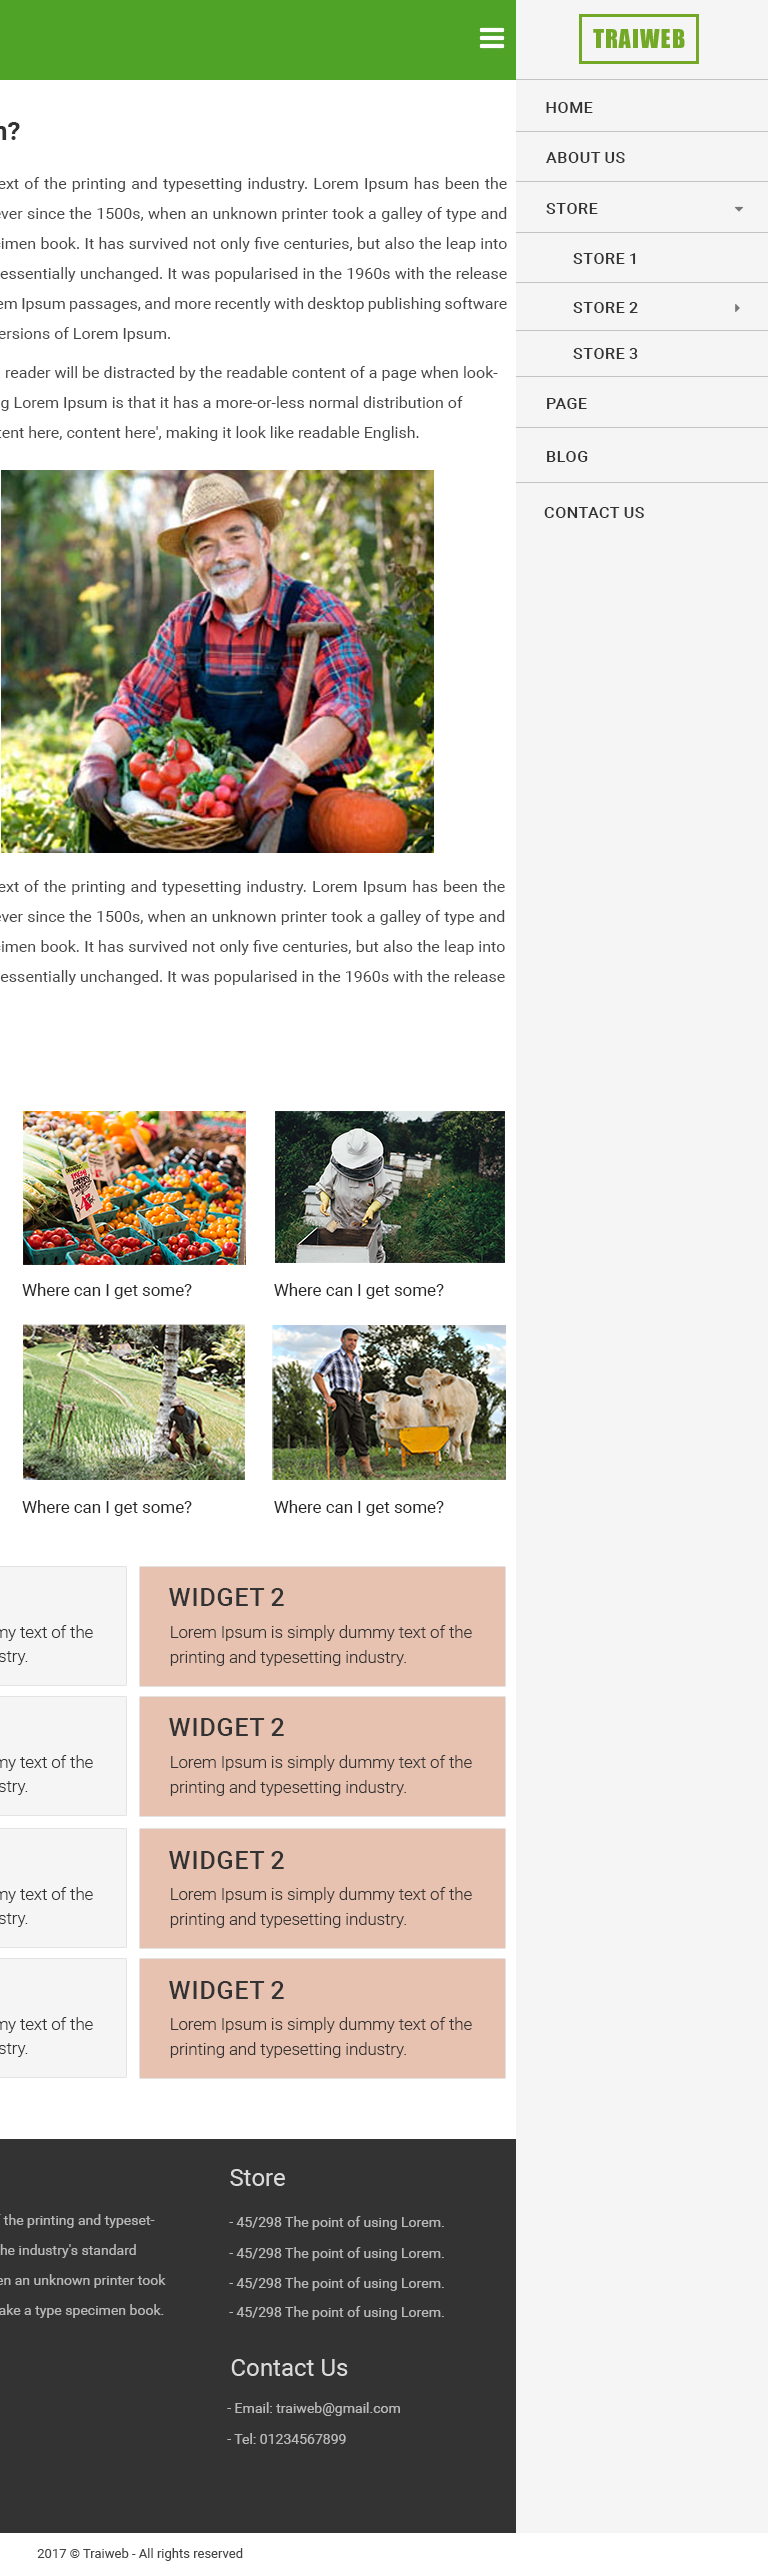 TRAIWEB
HOME
ABOUT US
STORE
STORE 1
STORE 2
STORE 3
PAGE
BLOG
CONTACT US
?
of the printing and typesetting industry. Lorem Ipsum has been the
since the 1500s, when an unknown printer took a galley of type and
book. It has survived not only five centuries, but also the leap into
essentially unchanged. It was popularised in the 1960s with the release
Ipsum passages, and more recently with desktop publishing software
of Lorem Ipsum.
reader will be distracted by the readable content of a page when look-
Lorem Ipsum is that it has a more-or-less normal distribution of
here, content here', making it look like readable English.
of the printing and typesetting industry. Lorem Ipsum has been the
since the 1500s, when an unknown printer took a galley of type and
book. It has survived not only five centuries, but also the leap into
essentially unchanged. It was popularised in the 1960s with the release
Where can I get some?
Where can I get some?
Where can I get some?
Where can I get some?
my text of the
stry.
WIDGET 2
Lorem Ipsum is simply dummy text of the
printing and typesetting industry.
my text of the
stry.
WIDGET 2
Lorem Ipsum is simply dummy text of the
printing and typesetting industry.
my text of the
stry.
WIDGET 2
Lorem Ipsum is simply dummy text of the
printing and typesetting industry.
my text of the
stry.
WIDGET 2
Lorem Ipsum is simply dummy text of the
printing and typesetting industry.
the printing and typeset-
he industry's standard
en an unknown printer took
ake a type specimen book.
Store
- 45/298 The point of using Lorem.
- 45/298 The point of using Lorem.
- 45/298 The point of using Lorem.
- 45/298 The point of using Lorem.
Contact Us
- Email: traiweb@gmail.com
- Tel: 01234567899
2017 © Traiweb - All rights reserved